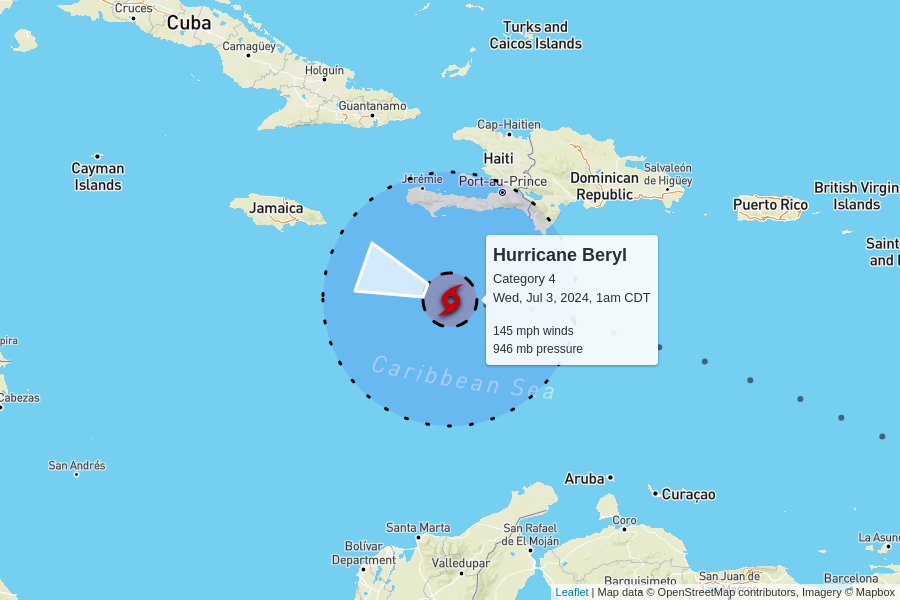 Cuba
Cruces
Camagüey
Holguín
Guantanamo
Turks and
Caicos Islands
Cap-Haitien
Haiti
Cayman
Islands
Jérémie
Port-au-Prince
Dominican
Republic
Salvaleón
de Higüey
British Virgin
Islands
Puerto Rico
Jamaica
Saint
and
Hurricane Beryl
Category 4
Wed, Jul 3, 2024, 1am CDT
145 mph winds
946 mb pressure
pira
Cabezas
Caribbean Sea
San Andrés
Aruba
Curaçao
Santa Marta
San Rafael
de El Moján
Coro
Bolívar
Department
Valledupar
La Asun
Barquisimeto
San Juan de
Barcelona
Leaflet | Map data © OpenStreetMap contributors, Imagery © Mapbox